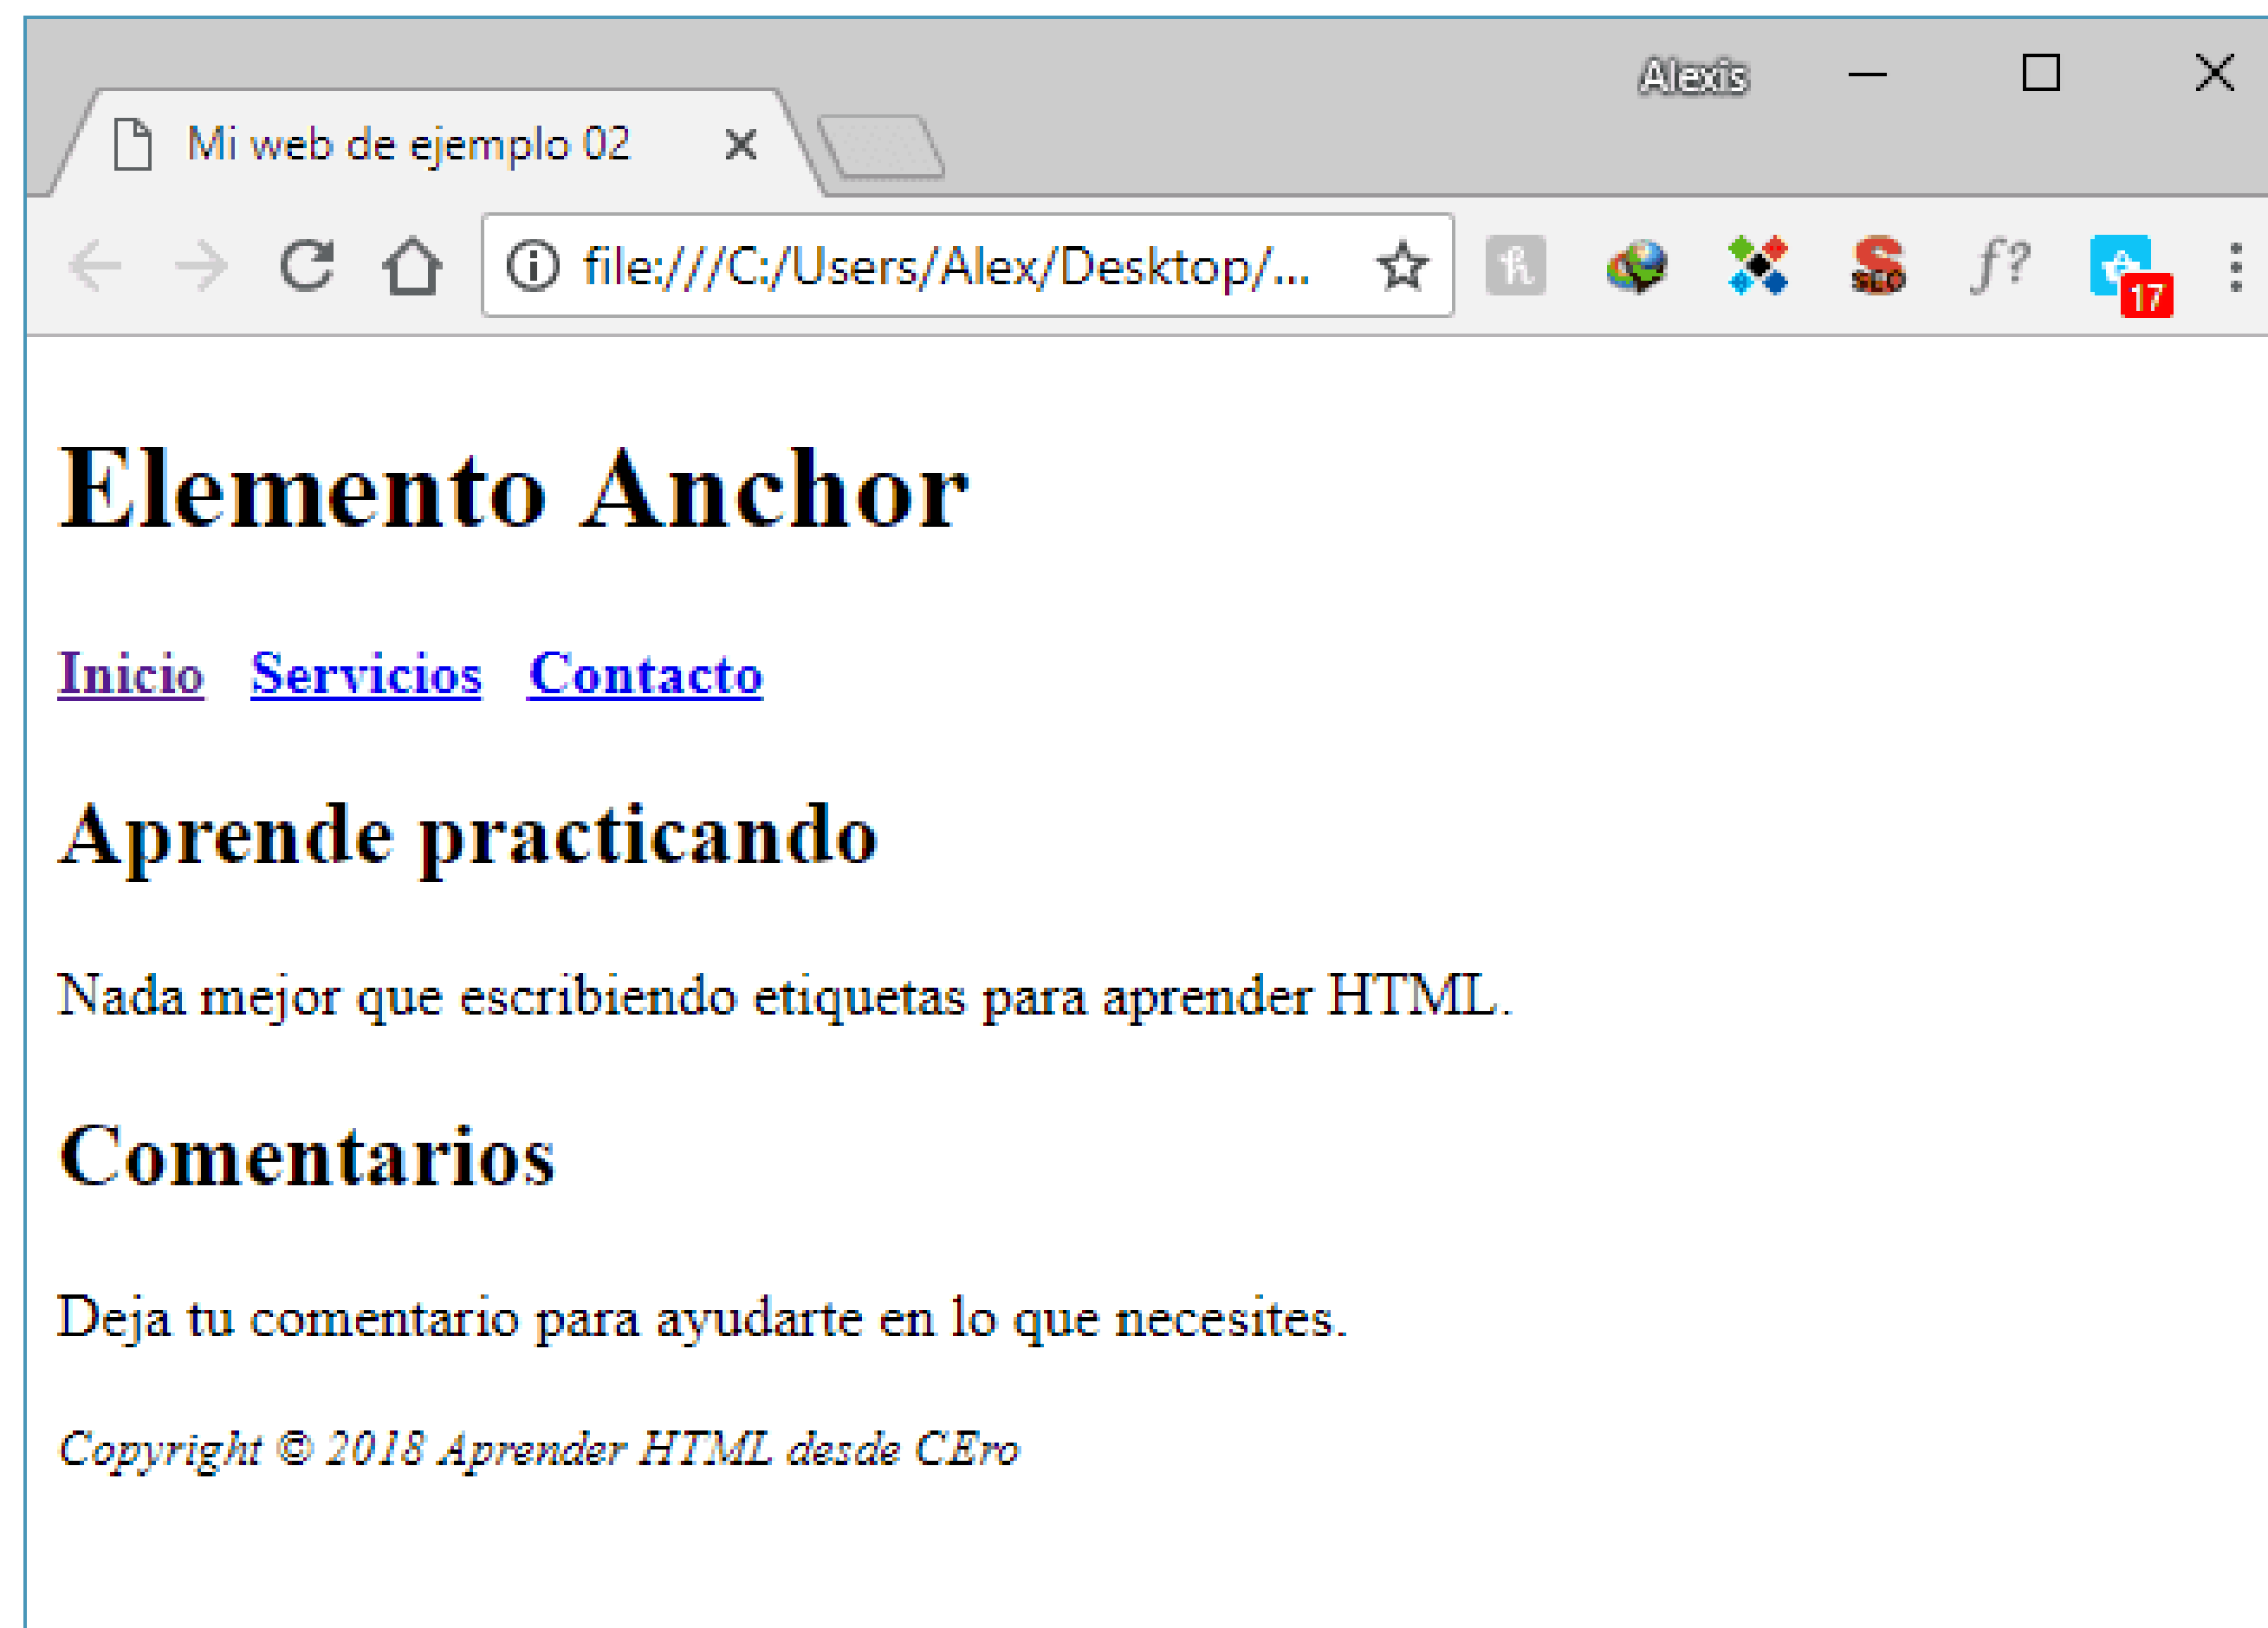 Alexis
Mi web de ejemplo 02
file:///C:/Users/Alex/Desktop/...
f?
17
Elemento Anchor
Inicio Servicios Contacto
Aprende practicando
Nada mejor que escribiendo etiquetas para aprender HTML.
Comentarios
Deja tu comentario para ayudarte en lo que necesites.
Copyright © 2018 Aprender HTML desde CEro